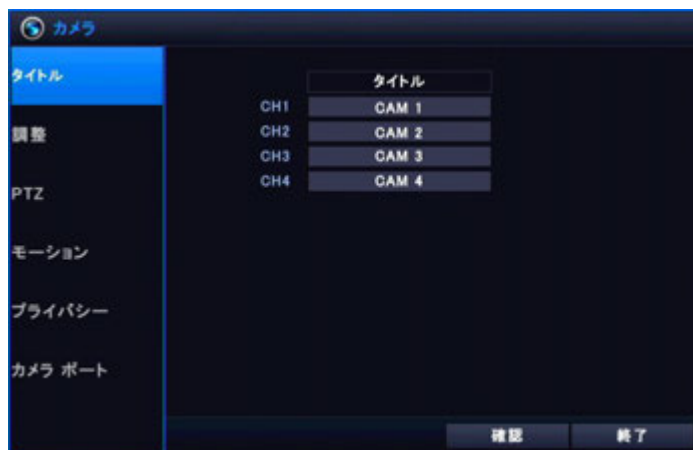 カメラ
タイトル
調整
PTZ
モーション
プライバシー
カメラ ポート
タイトル
CH1 CAM 1
CH2 CAM 2
CH3 CAM 3
CH4 CAM 4
確認 終了